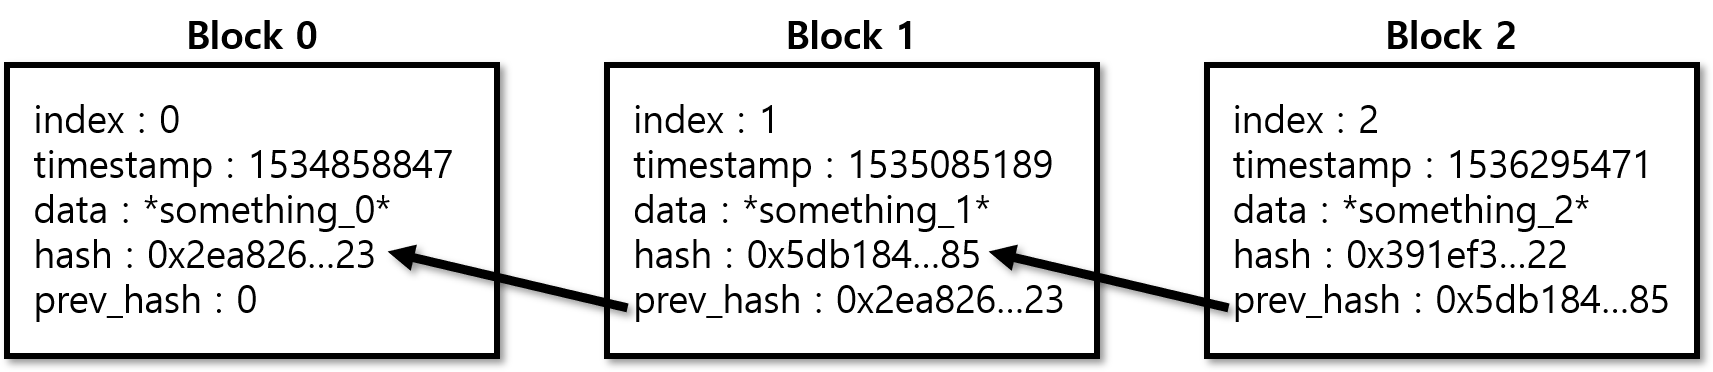 Block 0
index : 0
timestamp : 1534858847
data : *something_0*
hash : 0x2ea826...23
prev_hash : 0
Block 1
index : 1
timestamp : 1535085189
data : *something_1*
hash : 0x5db184...85
prev_hash : 0x2ea826...23
Block 2
index : 2
timestamp : 1536295471
data : *something_2*
hash : 0x391ef3...22
prev_hash : 0x5db184...85